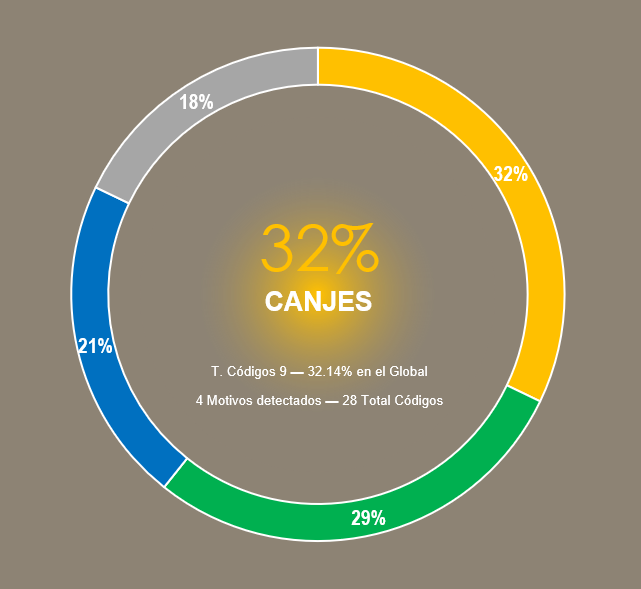 18%
32%
32%
CANJES
21%
T. Códigos 9 — 32.14% en el Global
4 Motivos detectados — 28 Total Códigos
29%